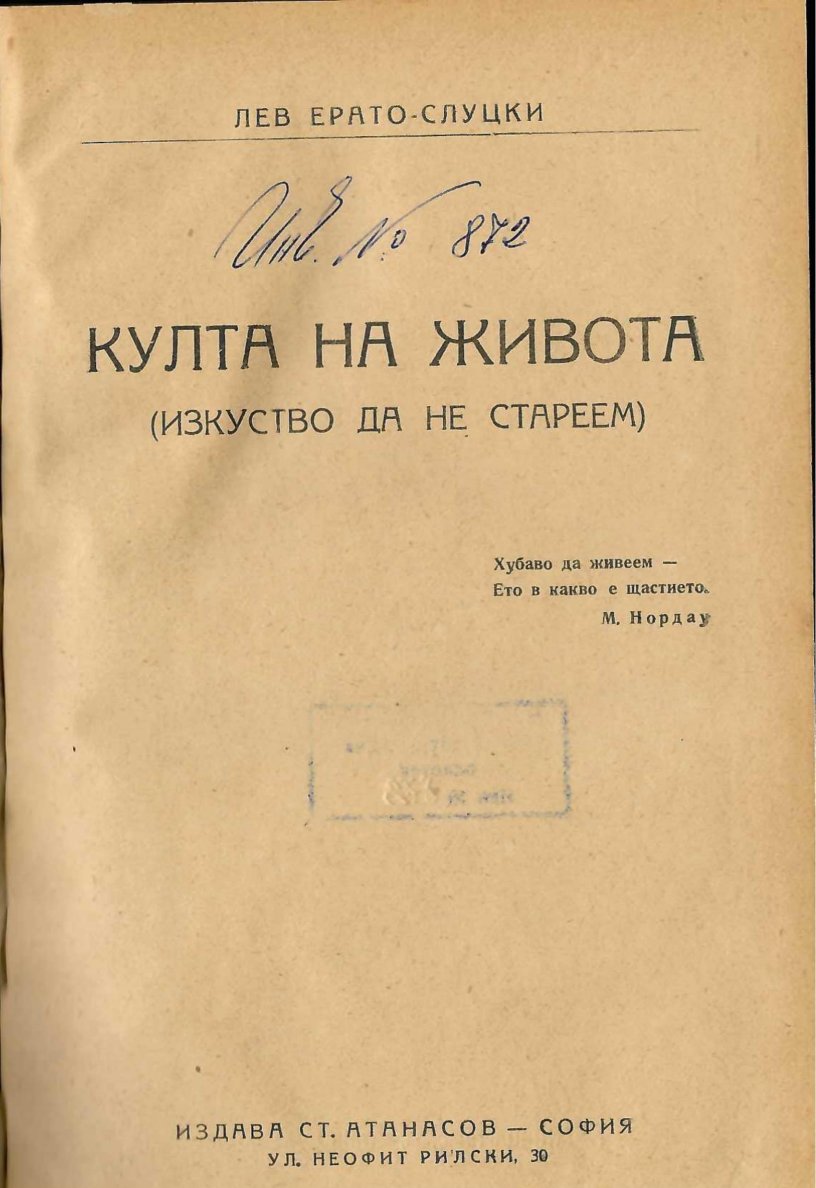 ЛЕВ ЕРАТО-СЛУЦКИ
Инв. № 872
КУЛТА НА ЖИВОТА
(ИЗКУСТВО ДА НЕ СТАРЕЕМ)
Хубаво да живеем —
Ето в какво е щастието.
М. Нордау
ИЗДАВА СТ. АТАНАСОВ — СОФИЯ
УЛ. НЕОФИТ РИЛСКИ, 30